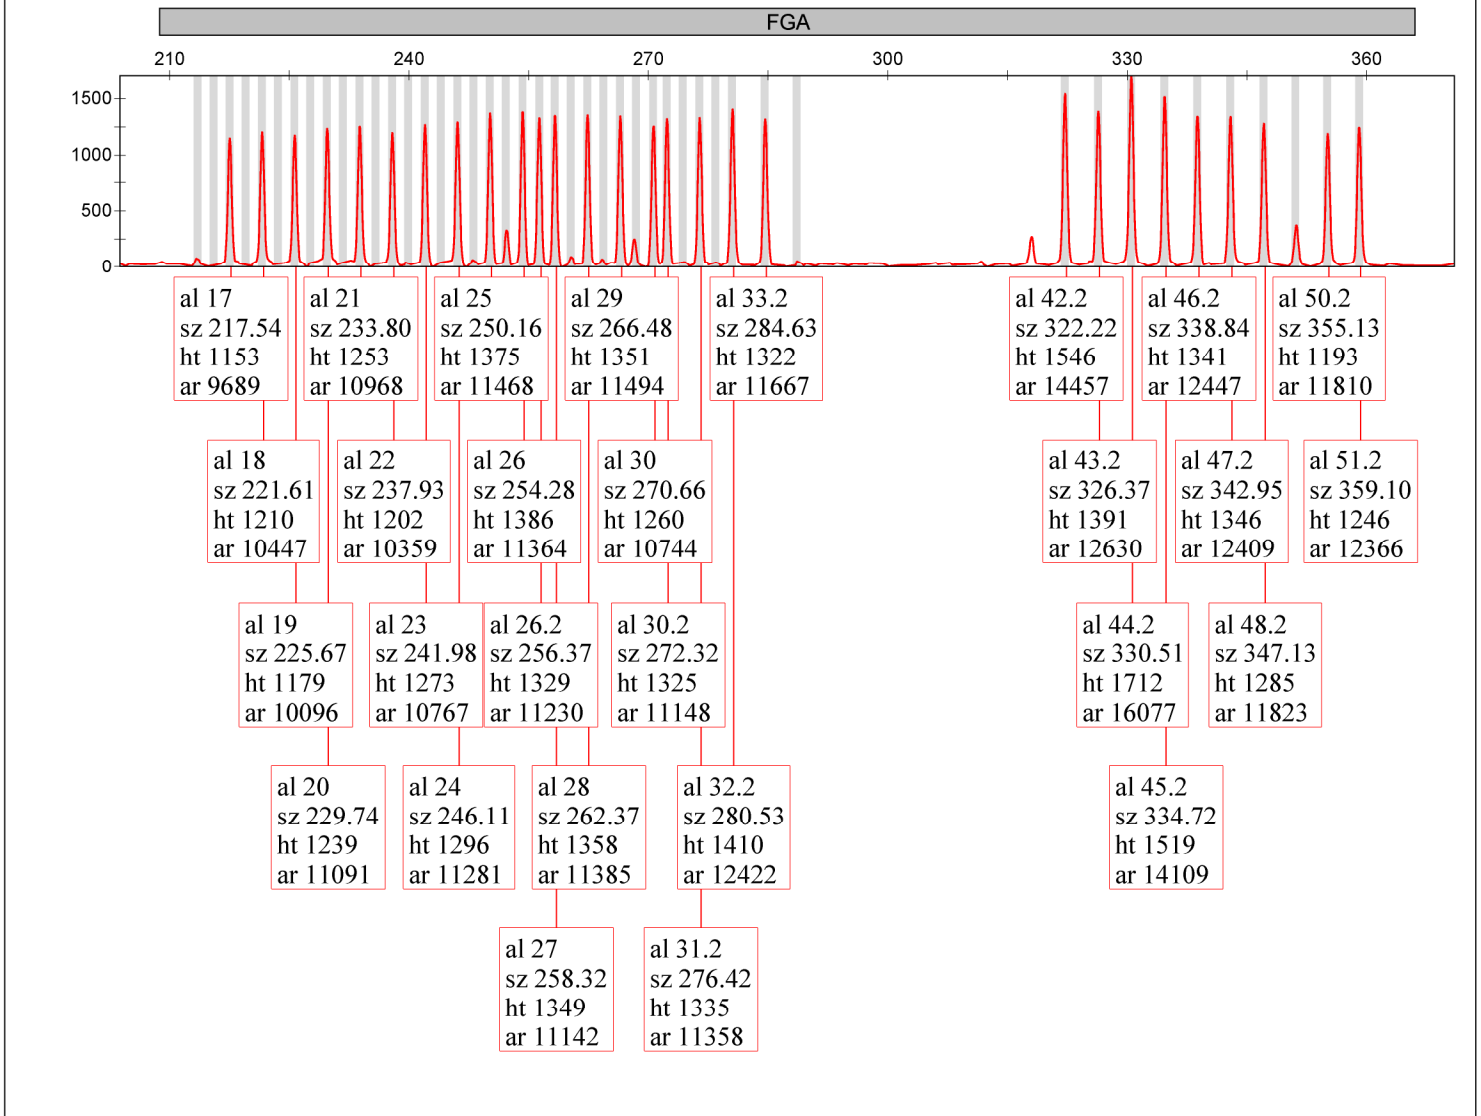 FGA
210 240 270 300 330 360
1500
1000
500
0
al 17
sz 217.54
ht 1153
ar 9689
al 21
sz 233.80
ht 1253
ar 10968
al 25
sz 250.16
ht 1375
ar 11468
al 29
sz 266.48
ht 1351
ar 11494
al 33.2
sz 284.63
ht 1322
ar 11667
al 42.2
sz 322.22
ht 1546
ar 14457
al 46.2
sz 338.84
ht 1341
ar 12447
al 50.2
sz 355.13
ht 1193
ar 11810
al 18
sz 221.61
ht 1210
ar 10447
al 22
sz 237.93
ht 1202
ar 10359
al 26
sz 254.28
ht 1386
ar 11364
al 30
sz 270.66
ht 1260
ar 10744
al 43.2
sz 326.37
ht 1391
ar 12630
al 47.2
sz 342.95
ht 1346
ar 12409
al 51.2
sz 359.10
ht 1246
ar 12366
al 19
sz 225.67
ht 1179
ar 10096
al 23
sz 241.98
ht 1273
ar 10767
al 26.2
sz 256.37
ht 1329
ar 11230
al 30.2
sz 272.32
ht 1325
ar 11148
al 44.2
sz 330.51
ht 1712
ar 16077
al 48.2
sz 347.13
ht 1285
ar 11823
al 20
sz 229.74
ht 1239
ar 11091
al 24
sz 246.11
ht 1296
ar 11281
al 28
sz 262.37
ht 1358
ar 11385
al 32.2
sz 280.53
ht 1410
ar 12422
al 45.2
sz 334.72
ht 1519
ar 14109
al 27
sz 258.32
ht 1349
ar 11142
al 31.2
sz 276.42
ht 1335
ar 11358